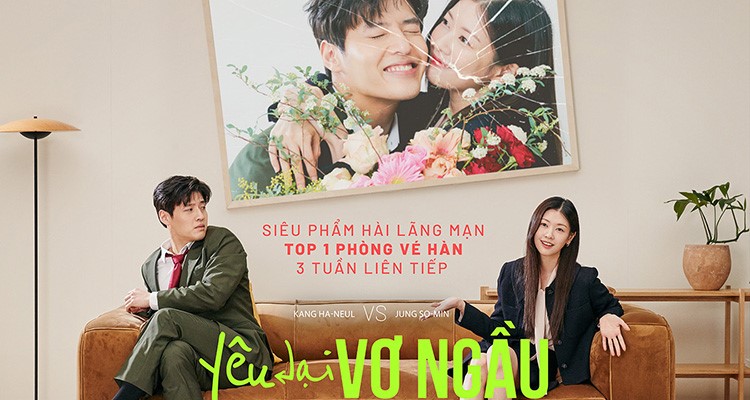 SIÊU PHẨM HÀI LÃNG MẠN
TOP 1 PHÒNG VÉ HÀN
3 TUẦN LIÊN TIẾP
KANG HA-NEUL VS JUNG SO-MIN
Yêu Lại VỢ NGẦU